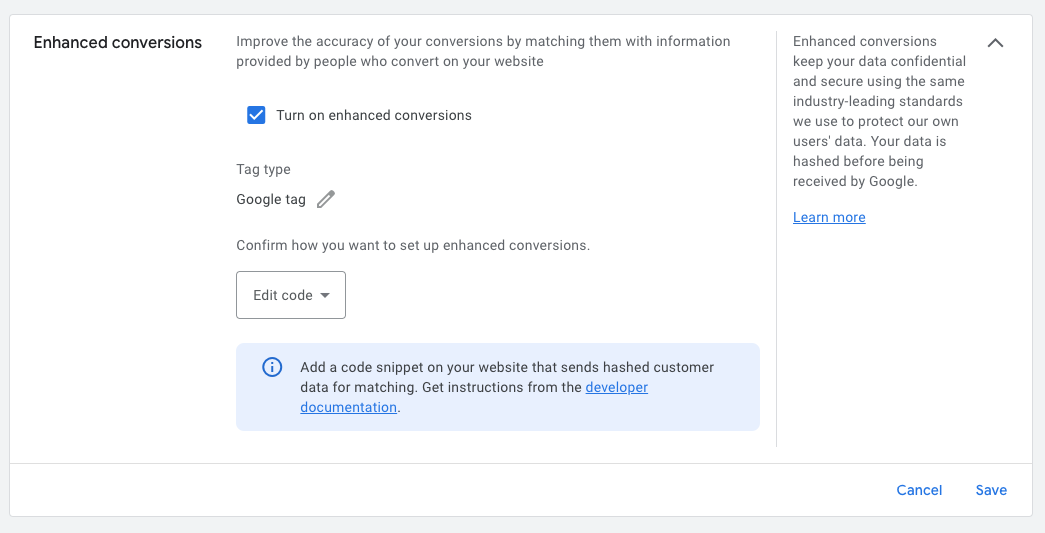 Enhanced conversions
Improve the accuracy of your conversions by matching them with information
provided by people who convert on your website
Turn on enhanced conversions
Tag type
Google tag
Confirm how you want to set up enhanced conversions.
Edit code
Add a code snippet on your website that sends hashed customer
data for matching. Get instructions from the developer
documentation.
Enhanced conversions
keep your data confidential
and secure using the same
industry-leading standards
we use to protect our own
users' data. Your data is
hashed before being
received by Google.
Learn more
Cancel
Save